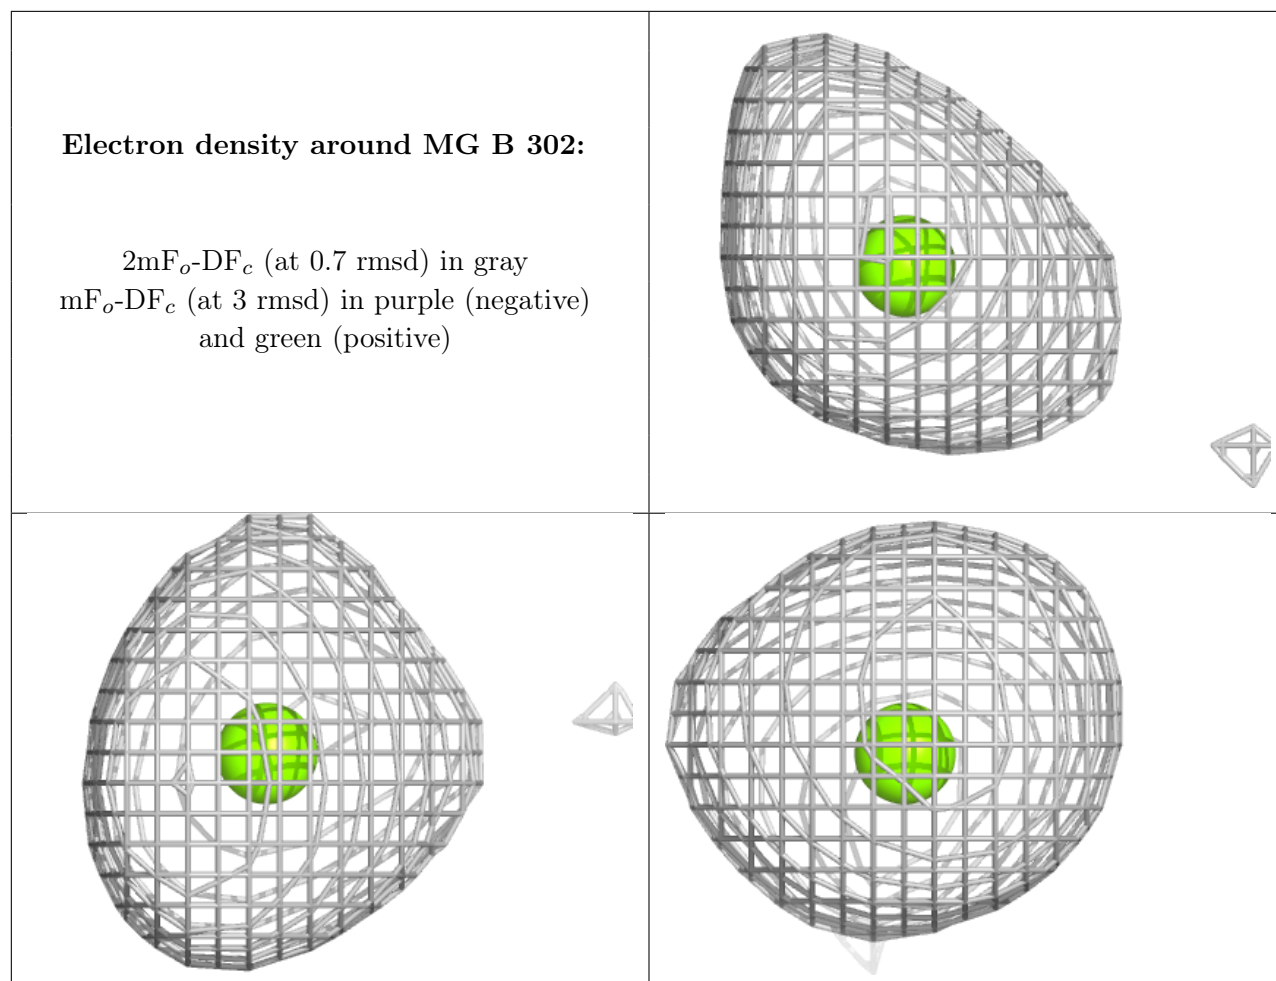 Electron density around MG B 302:
2mFo-DFc (at 0.7 rmsd) in gray
mFo-DFc (at 3 rmsd) in purple (negative)
and green (positive)